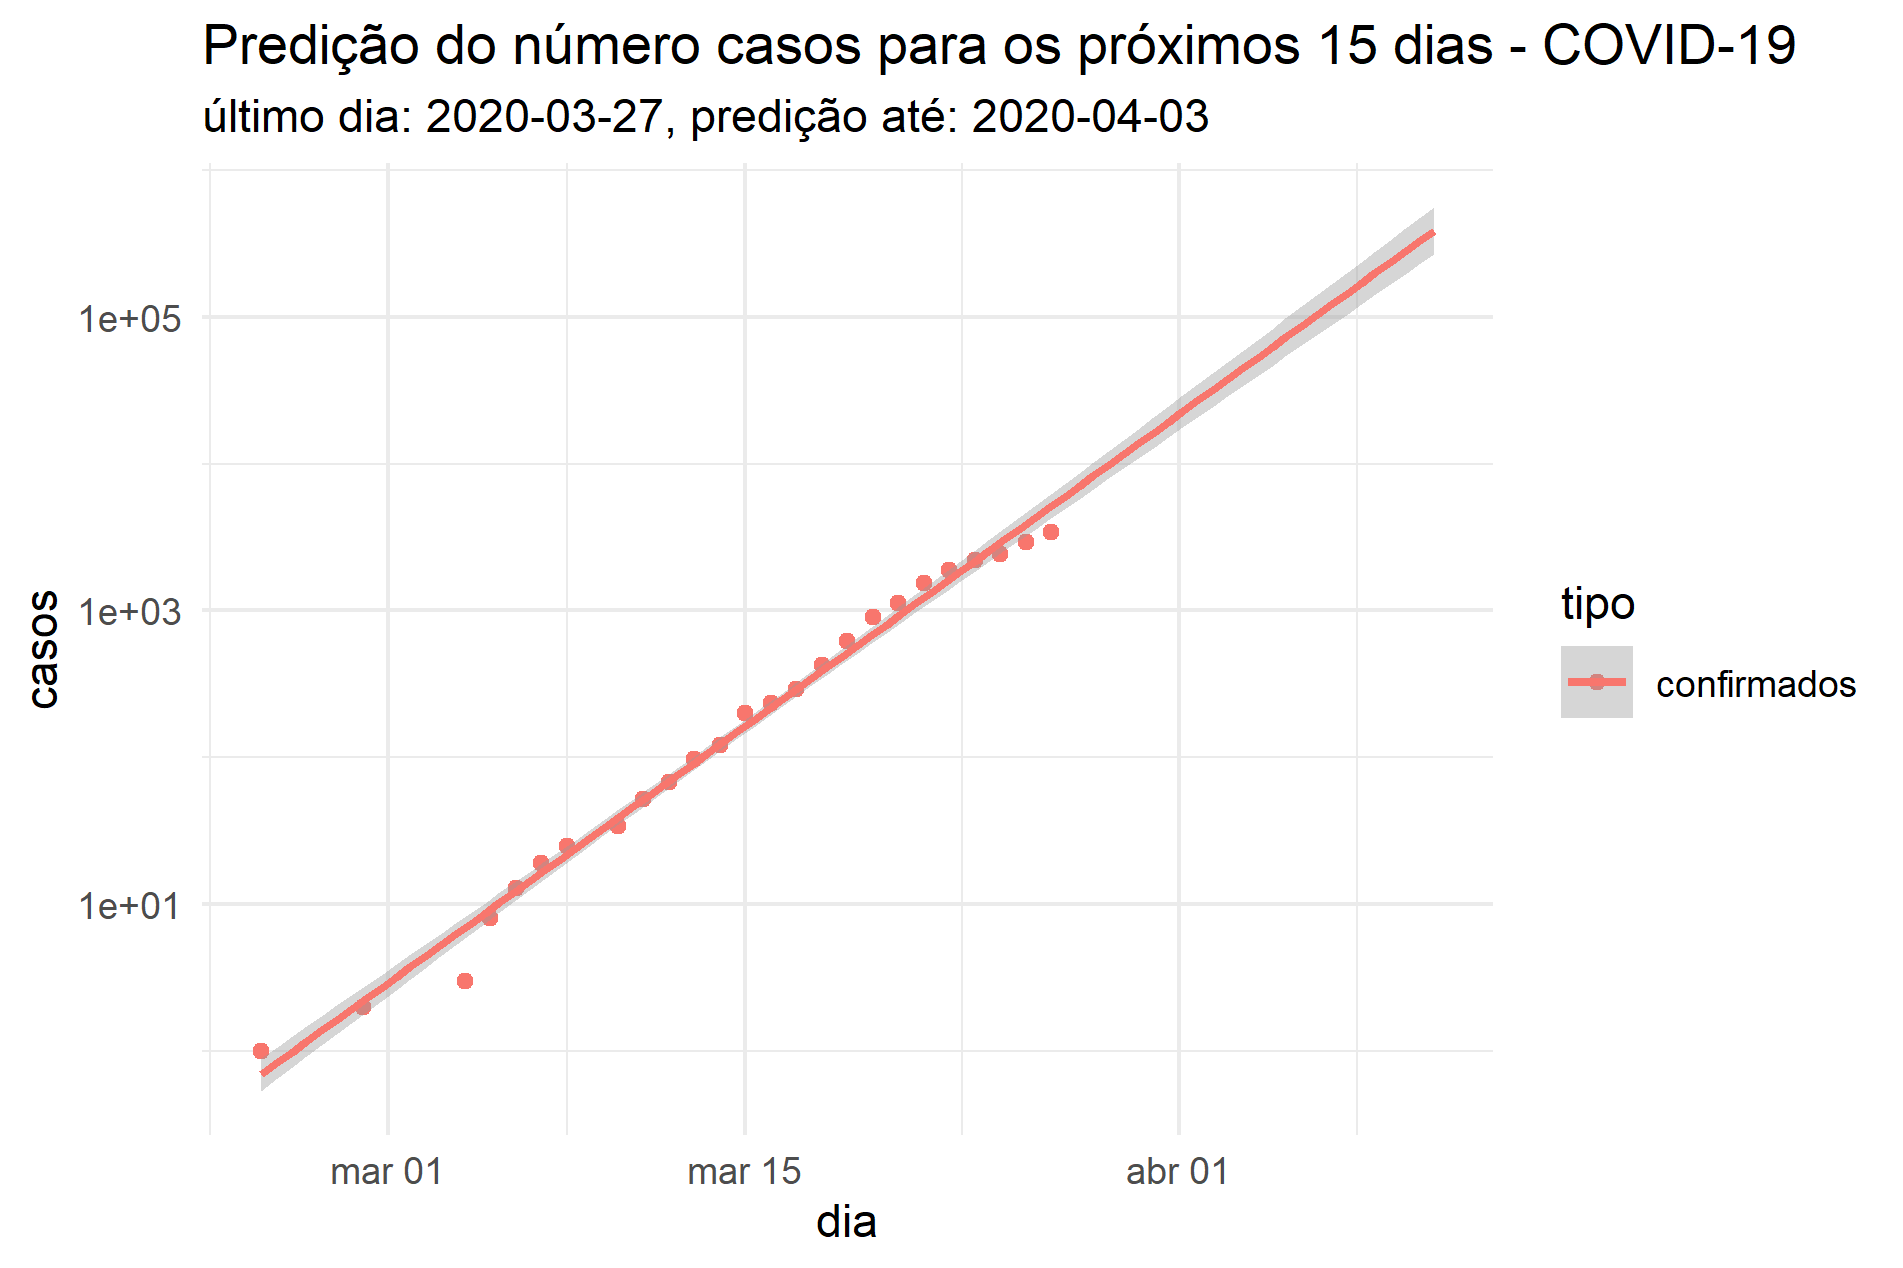 Predição do número casos para os próximos 15 dias - COVID-19
último dia: 2020-03-27, predição até: 2020-04-03
1e+05
1e+03
1e+01
casos
mar 01
mar 15
abr 01
dia
tipo
confirmados